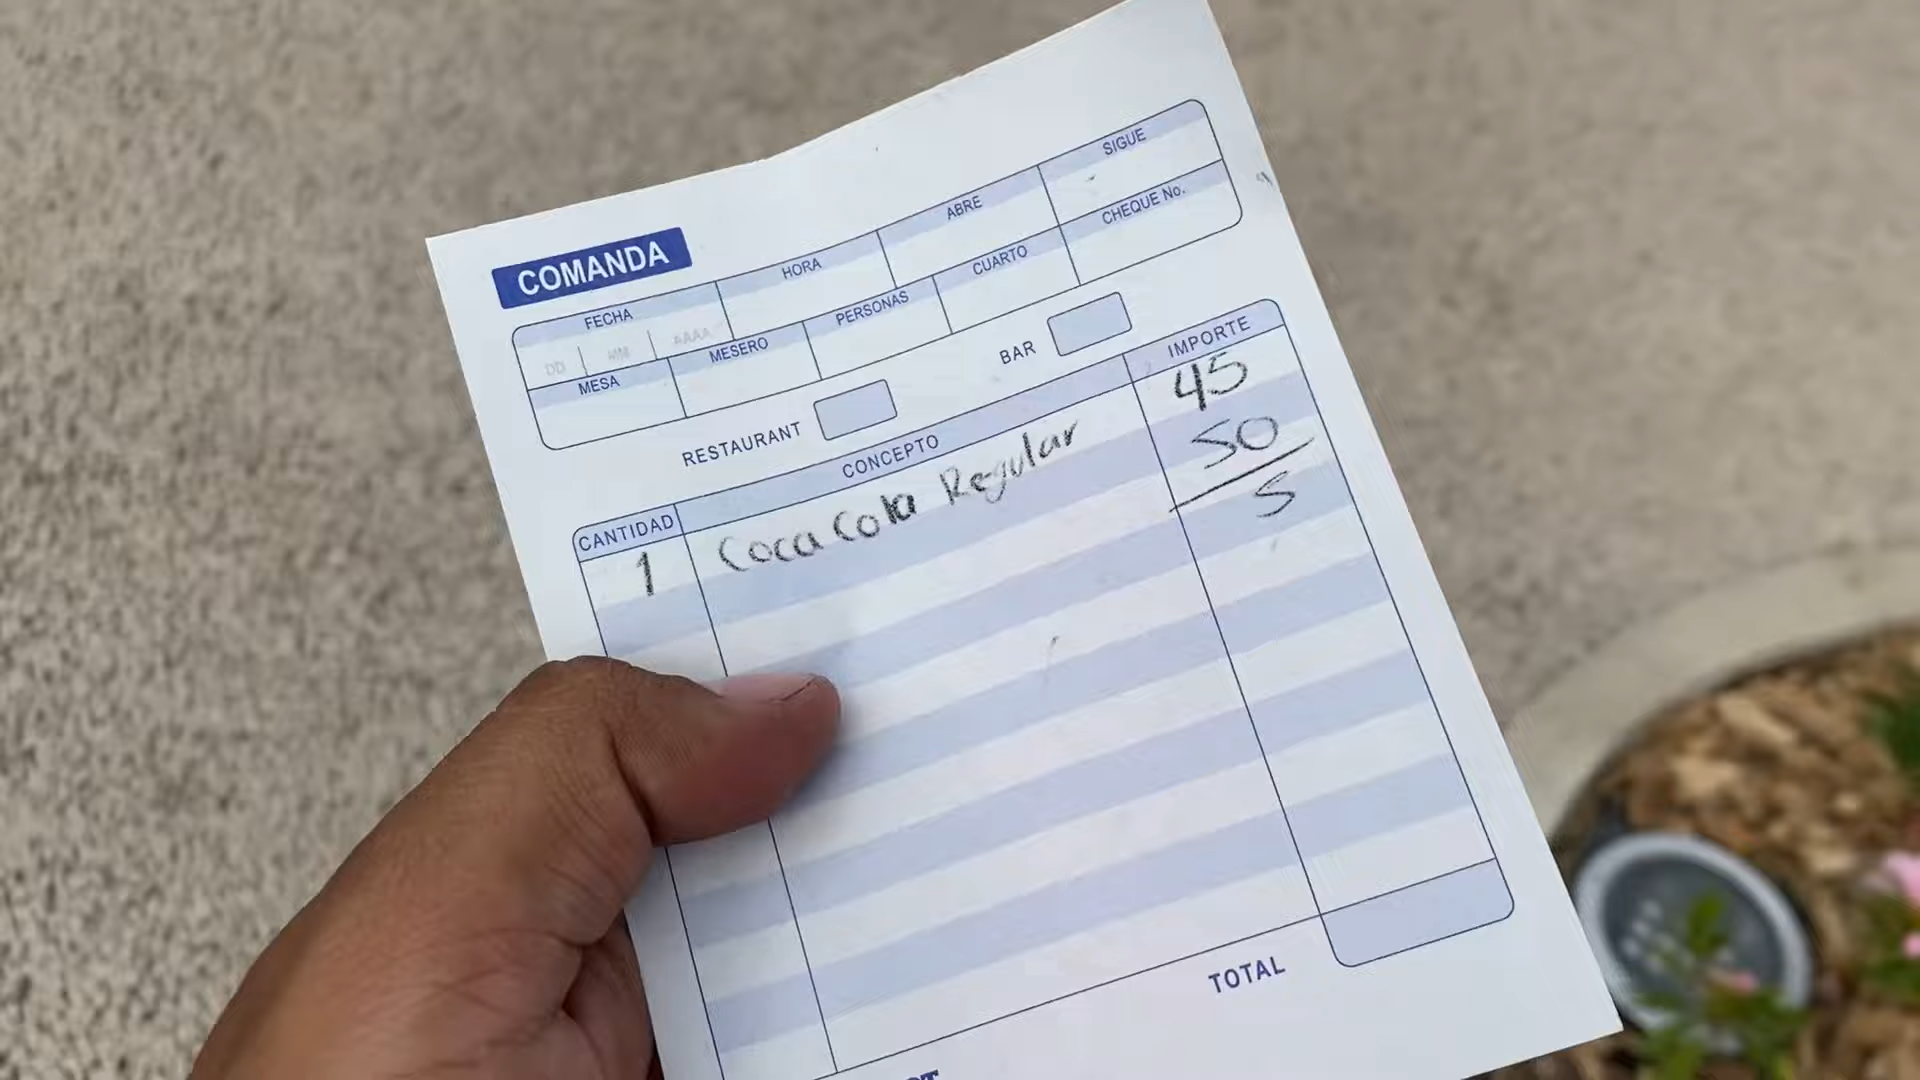 COMANDA
FECHA HORA ABRE SIGUE
DD MM AAAA
MESA MESERO PERSONAS CUARTO CHEQUE No.
RESTAURANT BAR
CANTIDAD CONCEPTO IMPORTE
1 Coca Cola Regular 45
50
5
TOTAL